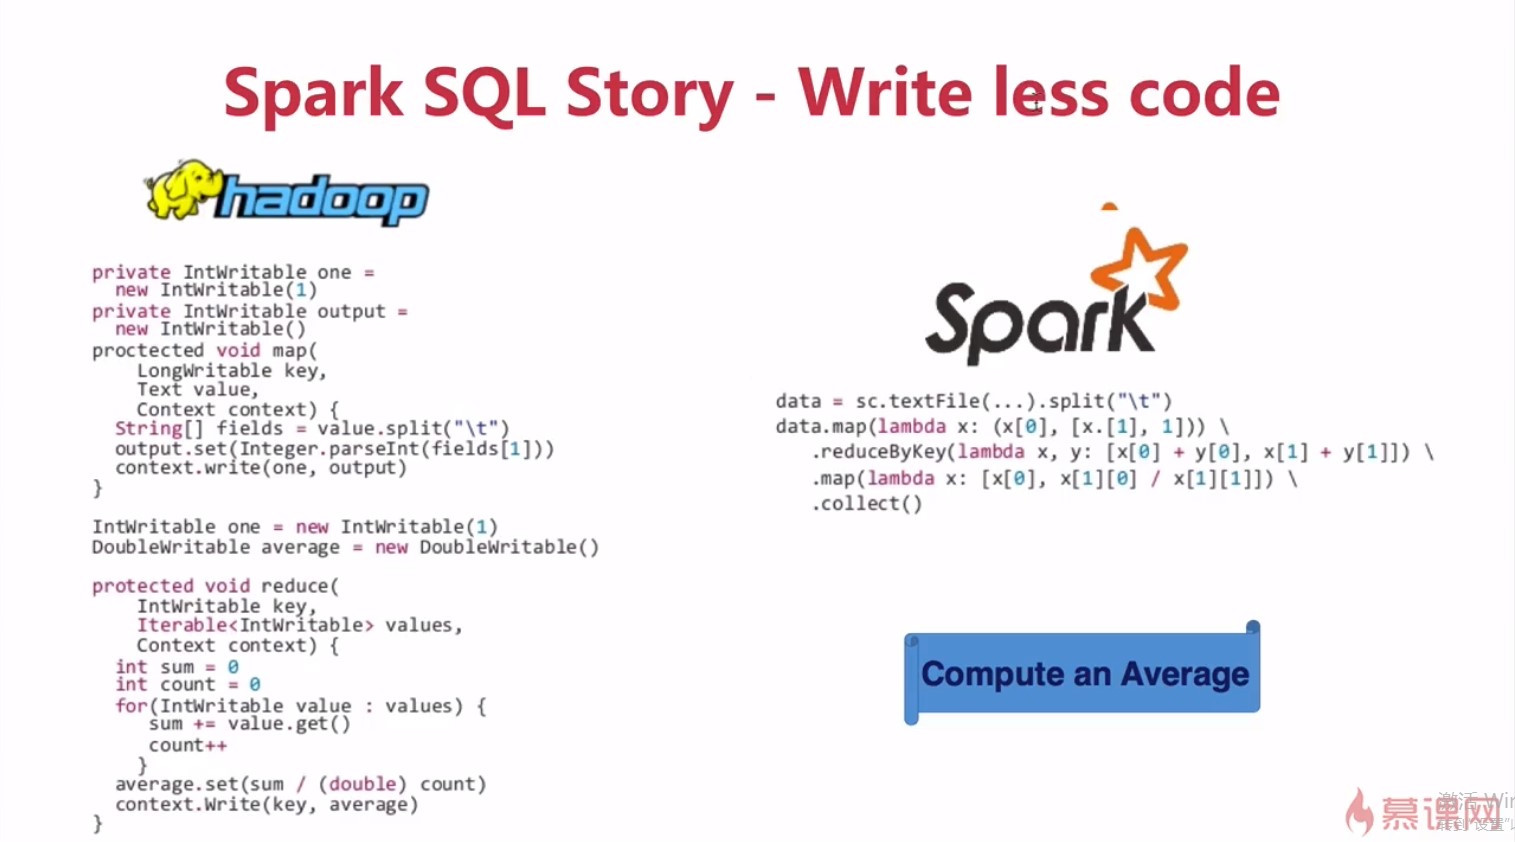 Spark SQL Story - Write less code
hadoop
private IntWritable one =
new IntWritable(1)
private IntWritable output =
new IntWritable()
proctected void map(
LongWritable key,
Text value,
Context context) {
String[] fields = value.split("\t")
output.set(Integer.parseInt(fields[1]))
context.write(one, output)
}
IntWritable one = new IntWritable(1)
DoubleWritable average = new DoubleWritable()
protected void reduce(
IntWritable key,
Iterable<IntWritable> values,
Context context) {
int sum = 0
int count = 0
for(IntWritable value : values) {
sum += value.get()
count++
}
average.set(sum / (double) count)
context.Write(key, average)
}
Spark
data = sc.textFile(...).split("\t")
data.map(lambda x: (x[0], [x.[1], 1])) \
.reduceByKey(lambda x, y: [x[0] + y[0], x[1] + y[1]]) \
.map(lambda x: [x[0], x[1][0] / x[1][1]]) \
.collect()
Compute an Average
慕课网
激活 Win
转到"设置"以